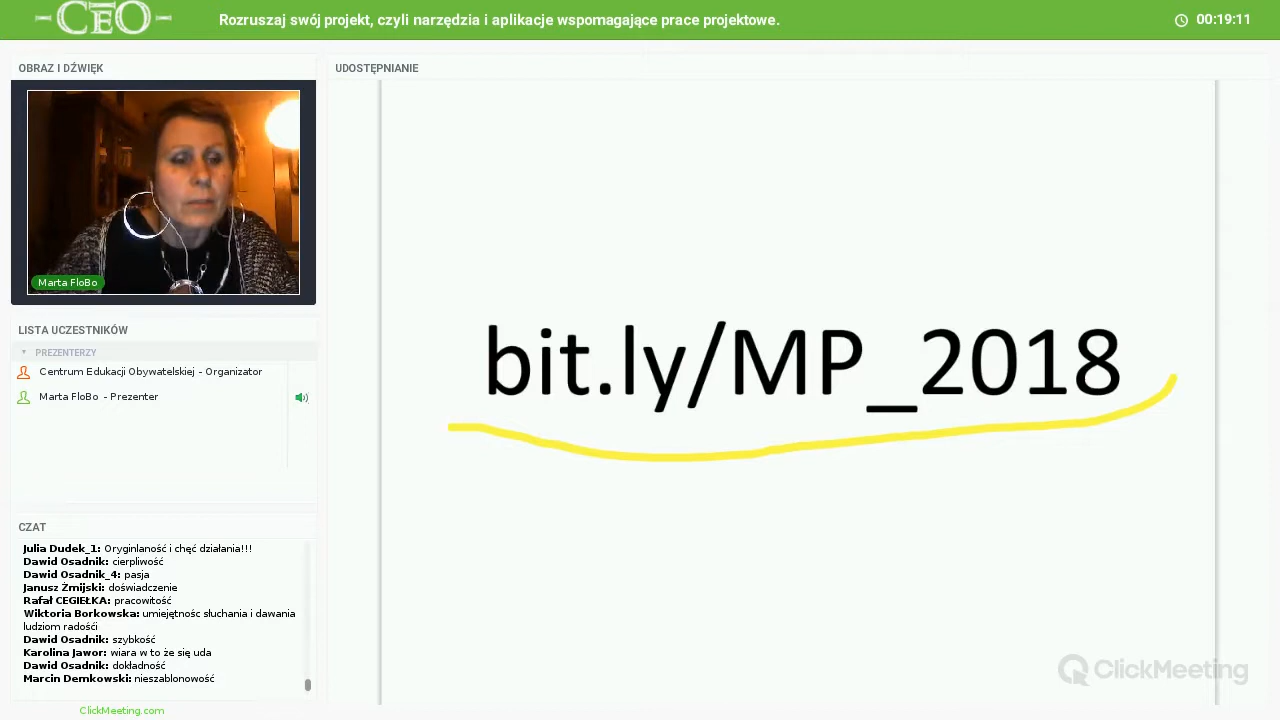 CEO
Rozruszaj swój projekt, czyli narzędzia i aplikacje wspomagające prace projektowe.
00:19:11
OBRAZ I DŹWIĘK
Marta FloBo
LISTA UCZESTNIKÓW
PREZENTERZY
Centrum Edukacji Obywatelskiej - Organizator
Marta FloBo - Prezenter
CZAT
Julia Dudek_1: Oryginlaność i chęć działania!!!
Dawid Osadnik: cierpliwość
Dawid Osadnik_4: pasja
Janusz Żmijski: doświadczenie
Rafał CEGIEŁKA: pracowitość
Wiktoria Borkowska: umiejętnośc słuchania i dawania
ludziom radośći
Dawid Osadnik: szybkość
Karolina Jawor: wiara w to że się uda
Dawid Osadnik: dokładność
Marcin Demkowski: nieszablonowość
ClickMeeting.com
UDOSTĘPNIANIE
bit.ly/MP_2018
ClickMeeting